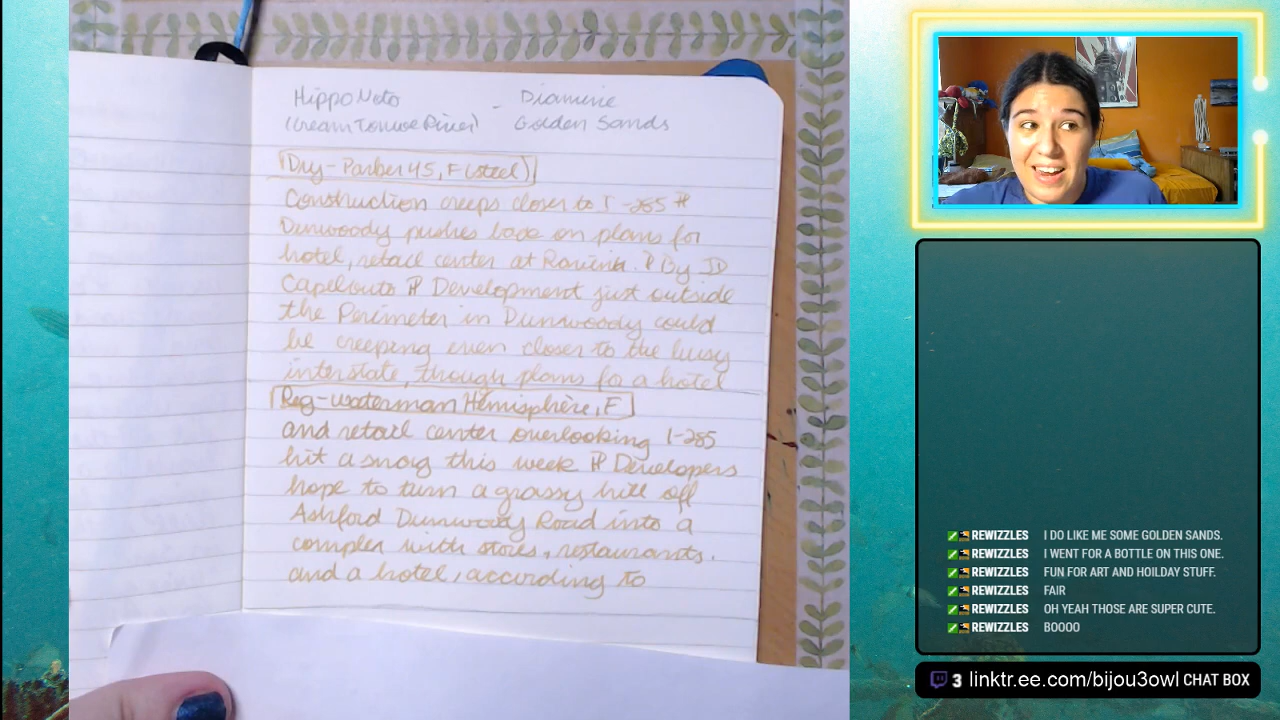 Hippo Noto - Diamine
(Cream Tomoe River) Golden Sands
Dry-Parker 45, F (steel)
Construction creeps closer to I-285 ⁋
Dunwoody pushes back on plans for
hotel, retail center at Ravinia. ⁋ By JD
Capelouto ⁋ Development just outside
the Perimeter in Dunwoody could
be creeping even closer to the busy
interstate, though plans for a hotel
Reg-Waterman Hémisphère, F
and retail center overlooking I-285
hit a snag this week ⁋ Developers
hope to turn a grassy hill off
Ashford Dunwoody Road into a
complex with stores, restaurants,
and a hotel, according to
REWIZZLES I DO LIKE ME SOME GOLDEN SANDS.
REWIZZLES I WENT FOR A BOTTLE ON THIS ONE.
REWIZZLES FUN FOR ART AND HOILDAY STUFF.
REWIZZLES FAIR
REWIZZLES OH YEAH THOSE ARE SUPER CUTE.
REWIZZLES BOOOO
3 linktr.ee.com/bijou3owl CHAT BOX